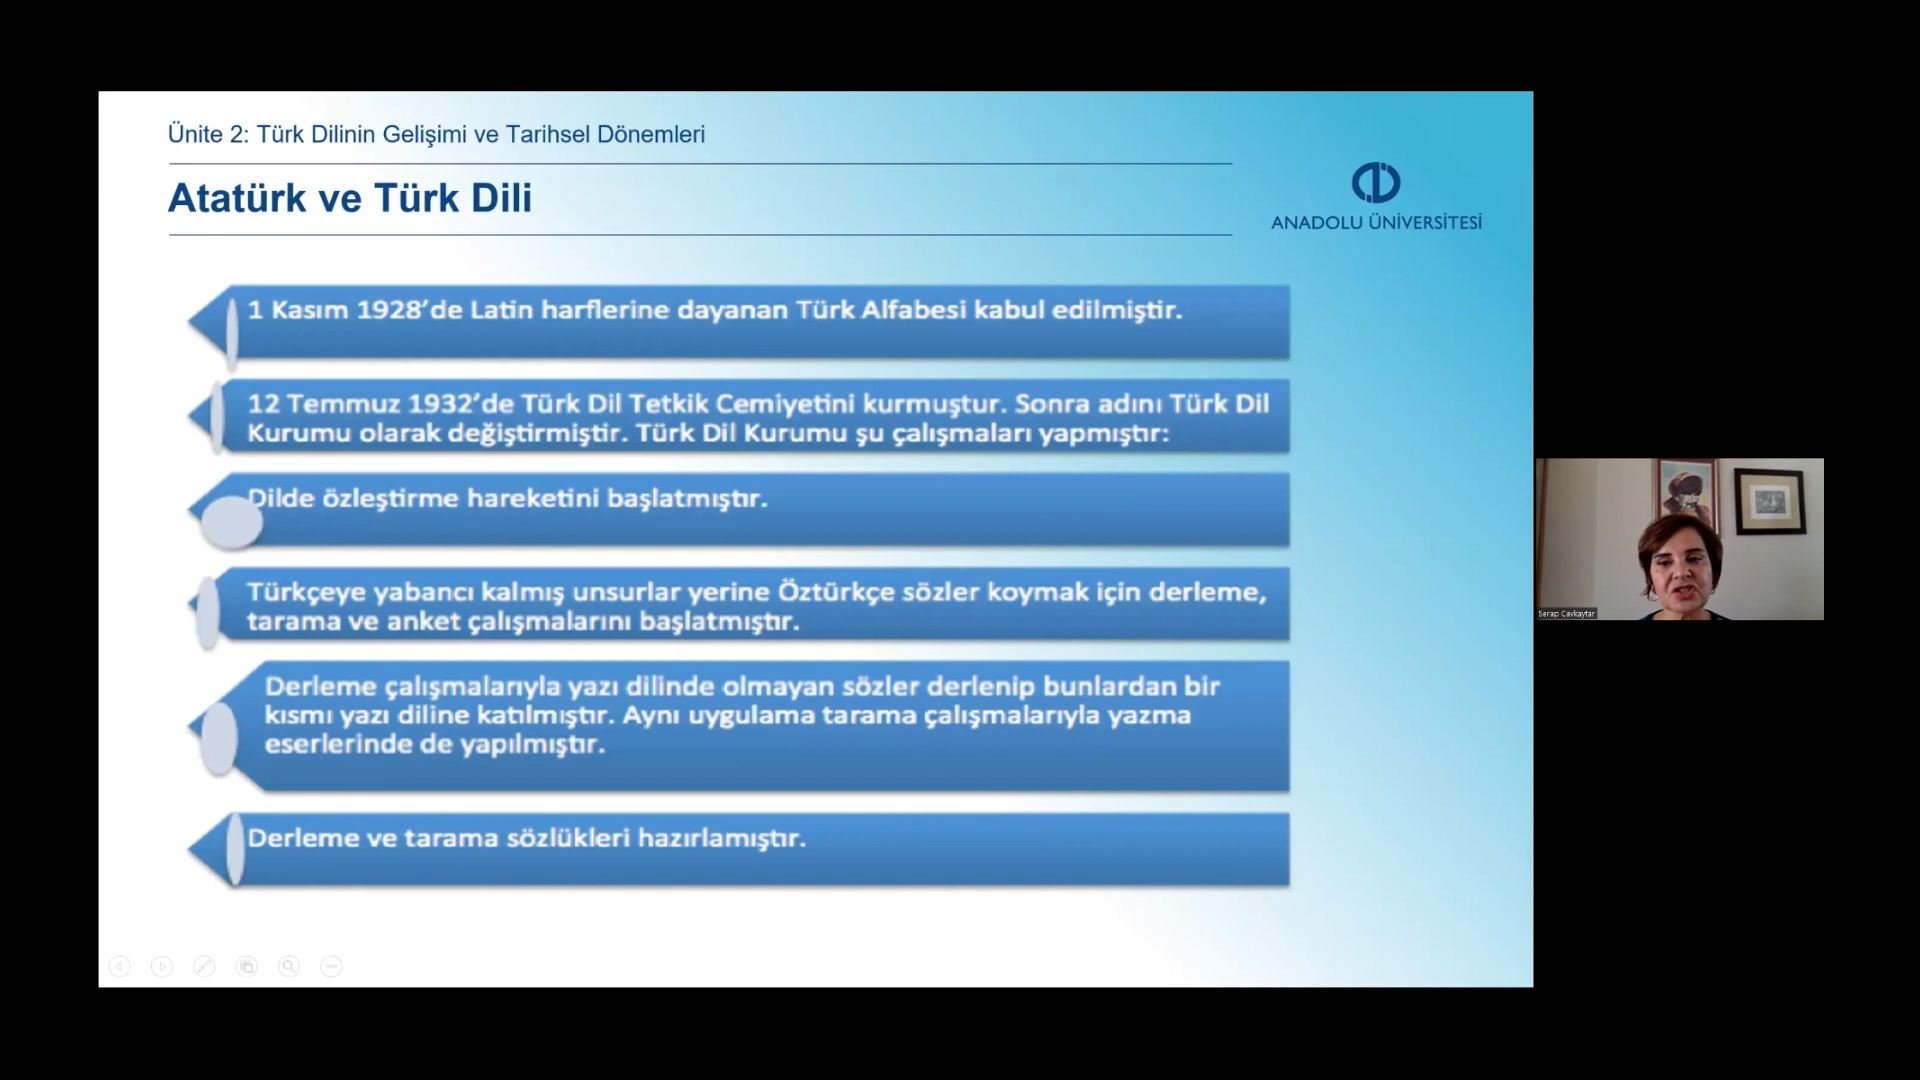 Ünite 2: Türk Dilinin Gelişimi ve Tarihsel Dönemleri
Atatürk ve Türk Dili
ANADOLU ÜNİVERSİTESİ
1 Kasım 1928’de Latin harflerine dayanan Türk Alfabesi kabul edilmiştir.
12 Temmuz 1932’de Türk Dil Tetkik Cemiyetini kurmuştur. Sonra adını Türk Dil
Kurumu olarak değiştirmiştir. Türk Dil Kurumu şu çalışmaları yapmıştır:
Dilde özleştirme hareketini başlatmıştır.
Türkçeye yabancı kalmış unsurlar yerine Öztürkçe sözler koymak için derleme,
tarama ve anket çalışmalarını başlatmıştır.
Derleme çalışmalarıyla yazı dilinde olmayan sözler derlenip bunlardan bir
kısmı yazı diline katılmıştır. Aynı uygulama tarama çalışmalarıyla yazma
eserlerinde de yapılmıştır.
Derleme ve tarama sözlükleri hazırlamıştır.
Serap Cavkaytar